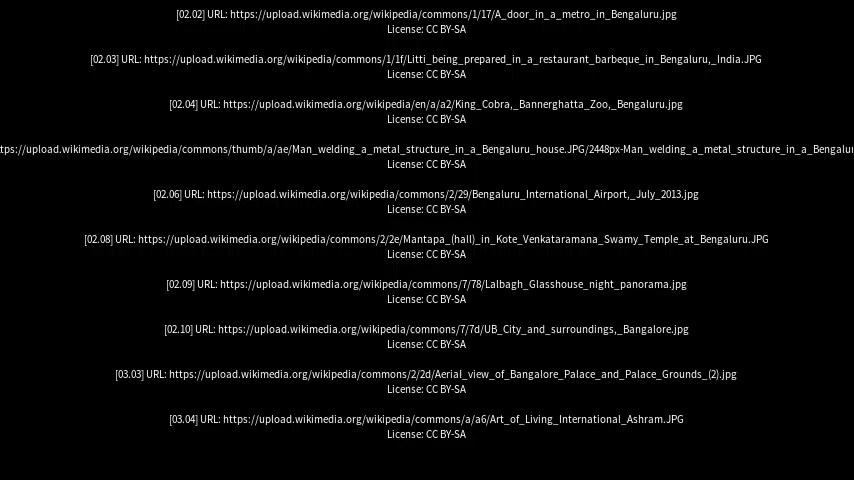 [02.02] URL: https://upload.wikimedia.org/wikipedia/commons/1/17/A_door_in_a_metro_in_Bengaluru.jpg
License: CC BY-SA
[02.03] URL: https://upload.wikimedia.org/wikipedia/commons/1/1f/Litti_being_prepared_in_a_restaurant_barbeque_in_Bengaluru,_India.JPG
License: CC BY-SA
[02.04] URL: https://upload.wikimedia.org/wikipedia/en/a/a2/King_Cobra,_Bannerghatta_Zoo,_Bengaluru.jpg
License: CC BY-SA
tps://upload.wikimedia.org/wikipedia/commons/thumb/a/ae/Man_welding_a_metal_structure_in_a_Bengaluru_house.JPG/2448px-Man_welding_a_metal_structure_in_a_Bengalur
License: CC BY-SA
[02.06] URL: https://upload.wikimedia.org/wikipedia/commons/2/29/Bengaluru_International_Airport,_July_2013.jpg
License: CC BY-SA
[02.08] URL: https://upload.wikimedia.org/wikipedia/commons/2/2e/Mantapa_(hall)_in_Kote_Venkataramana_Swamy_Temple_at_Bengaluru.JPG
License: CC BY-SA
[02.09] URL: https://upload.wikimedia.org/wikipedia/commons/7/78/Lalbagh_Glasshouse_night_panorama.jpg
License: CC BY-SA
[02.10] URL: https://upload.wikimedia.org/wikipedia/commons/7/7d/UB_City_and_surroundings,_Bangalore.jpg
License: CC BY-SA
[03.03] URL: https://upload.wikimedia.org/wikipedia/commons/2/2d/Aerial_view_of_Bangalore_Palace_and_Palace_Grounds_(2).jpg
License: CC BY-SA
[03.04] URL: https://upload.wikimedia.org/wikipedia/commons/a/a6/Art_of_Living_International_Ashram.JPG
License: CC BY-SA